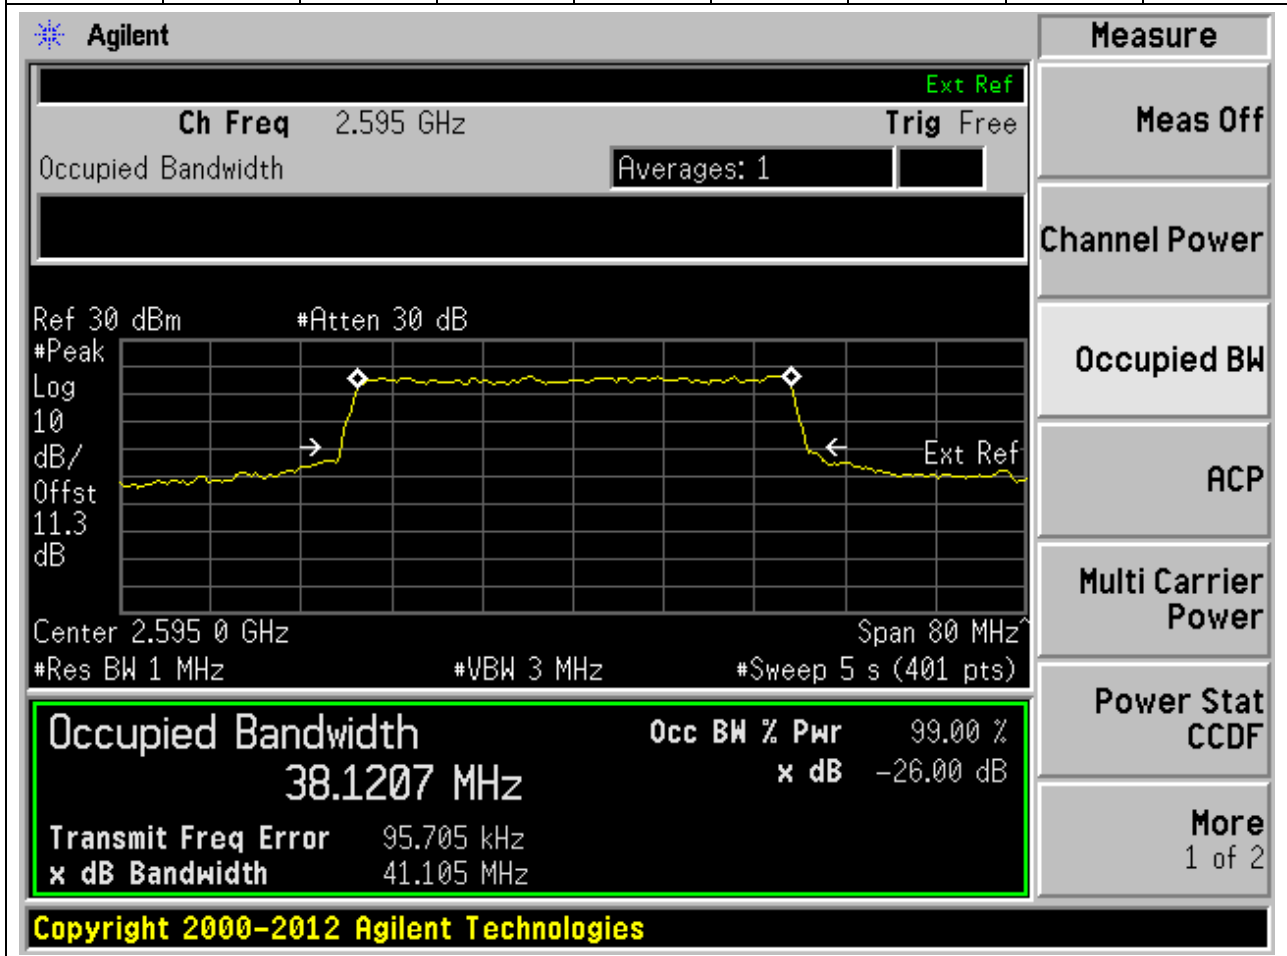 Agilent
Measure
Ext Ref
Ch Freq 2.595 GHz Trig Free
Occupied Bandwidth Averages: 1
Ref 30 dBm #Atten 30 dB
#Peak
Log
10
dB/
Offst
11.3
dB
Ext Ref
Center 2.595 0 GHz Span 80 MHz^
#Res BW 1 MHz #VBW 3 MHz #Sweep 5 s (401 pts)
Occupied Bandwidth Occ BW % Pwr 99.00 %
38.1207 MHz x dB -26.00 dB
Transmit Freq Error 95.705 kHz
x dB Bandwidth 41.105 MHz
Meas Off
Channel Power
Occupied BW
ACP
Multi Carrier
Power
Power Stat
CCDF
More
1 of 2
Copyright 2000-2012 Agilent Technologies